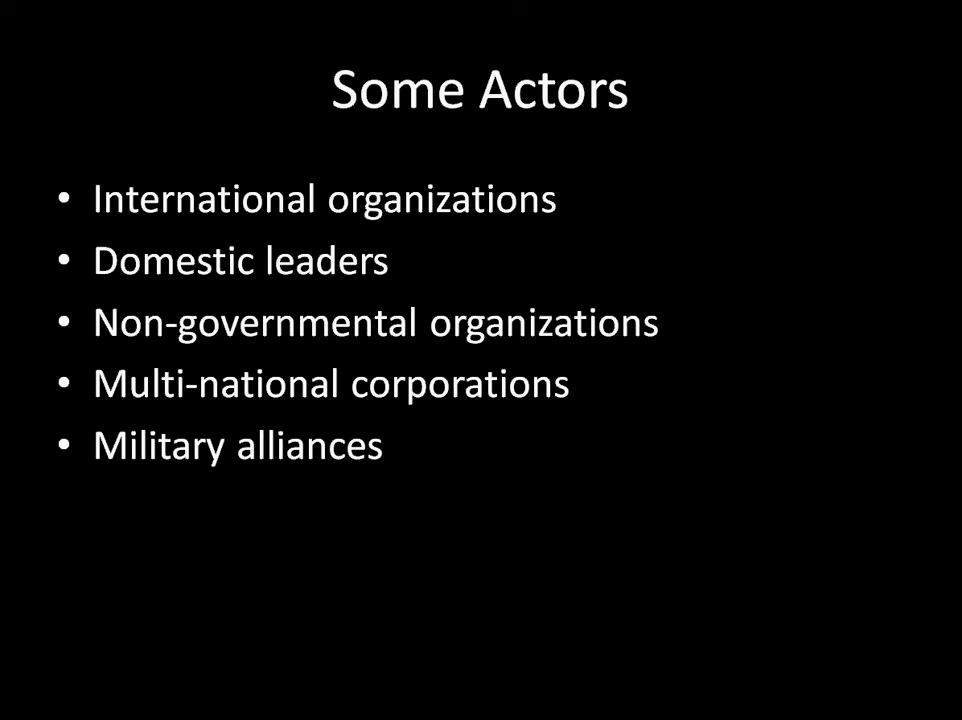 Some Actors
• International organizations
• Domestic leaders
• Non-governmental organizations
• Multi-national corporations
• Military alliances